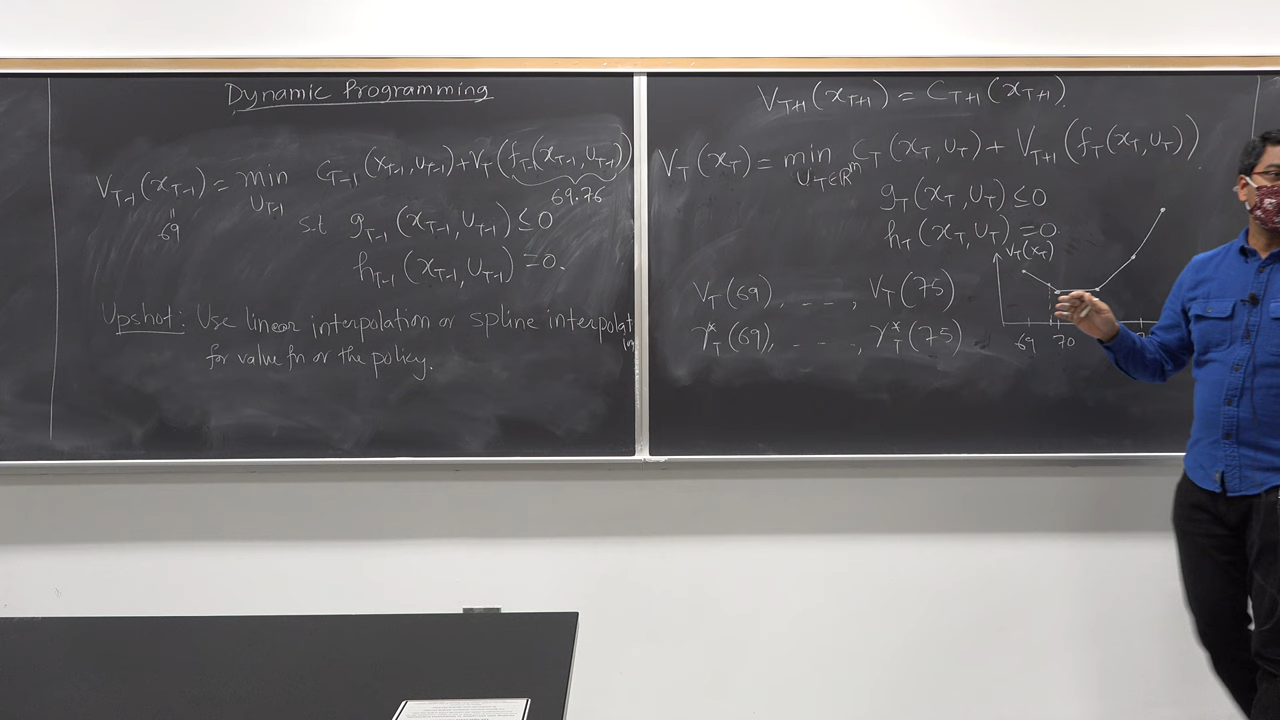 Dynamic Programming
V_{T-1}(x_{T-1}) = min_{U_{T-1}} C_{T-1}(x_{T-1}, U_{T-1}) + V_T(f_{T-1}(x_{T-1}, U_{T-1}))
" 69
69.76
s.t g_{T-1}(x_{T-1}, U_{T-1}) ≤ 0
h_{T-1}(x_{T-1}, U_{T-1}) = 0.
Upshot: Use linear interpolation or spline interpolation
for value fn or the policy.
V_{T+1}(x_{T+1}) = C_{T+1}(x_{T+1}).
V_T(x_T) = min_{U_T∈R^m} C_T(x_T, U_T) + V_{T+1}(f_T(x_T, U_T))
g_T(x_T, U_T) ≤ 0
h_T(x_T, U_T) = 0.
V_T(69), - - - , V_T(75)
γ*_T(69), - - - , γ*_T(75)
V_T(x_T)
69 70